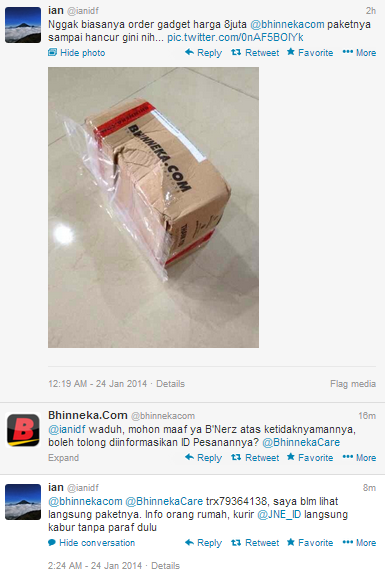 ian @ianidf 2h
Nggak biasanya order gadget harga 8juta @bhinnekacom paketnya
sampai hancur gini nih... pic.twitter.com/0nAF5BOlYk
Hide photo Reply Retweet Favorite More
BHINNEKA.COM
12:19 AM - 24 Jan 2014 · Details Flag media
Bhinneka.Com @bhinnekacom 16m
@ianidf waduh, mohon maaf ya B'Nerz atas ketidaknyamannya,
boleh tolong diinformasikan ID Pesanannya? @BhinnekaCare
Expand Reply Retweet Favorite More
ian @ianidf 8m
@bhinnekacom @BhinnekaCare trx79364138, saya blm lihat
langsung paketnya. Info orang rumah, kurir @JNE_ID langsung
kabur tanpa paraf dulu
Hide conversation Reply Retweet Favorite More
2:24 AM - 24 Jan 2014 · Details